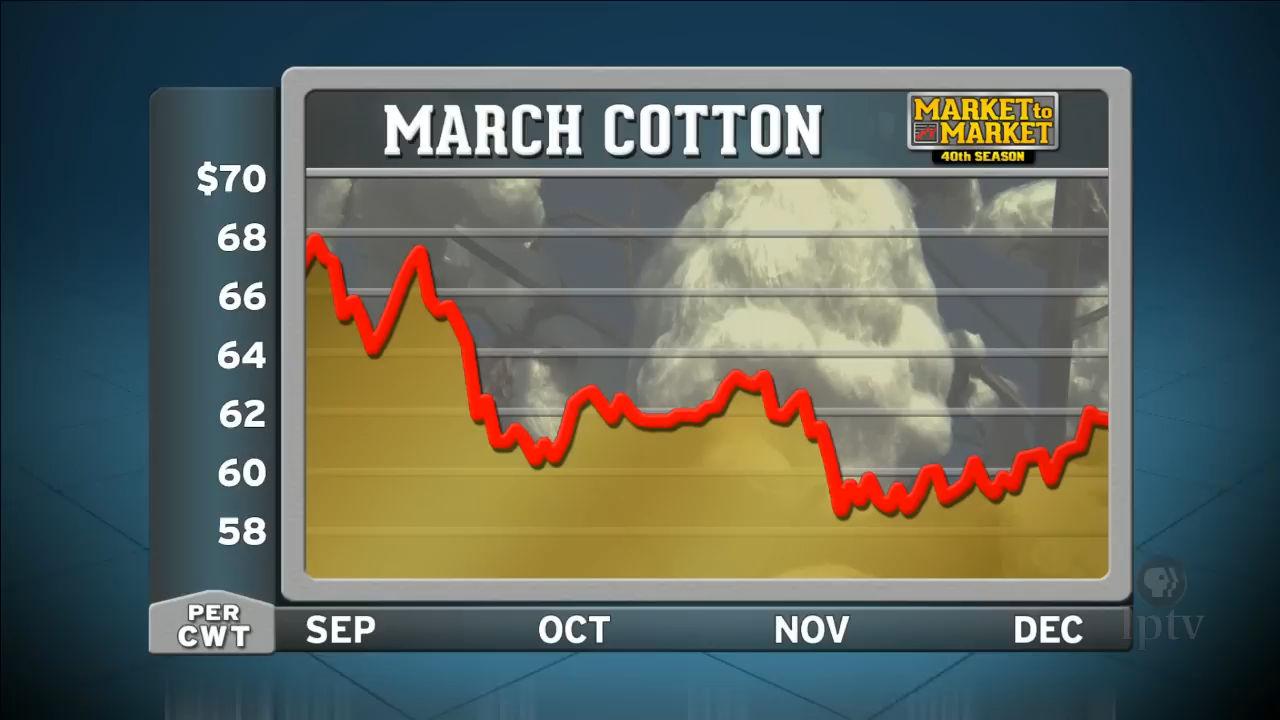 MARCH COTTON
MARKET to
MARKET
40th SEASON
$70
68
66
64
62
60
58
PER
CWT
SEP OCT NOV DEC
iptv